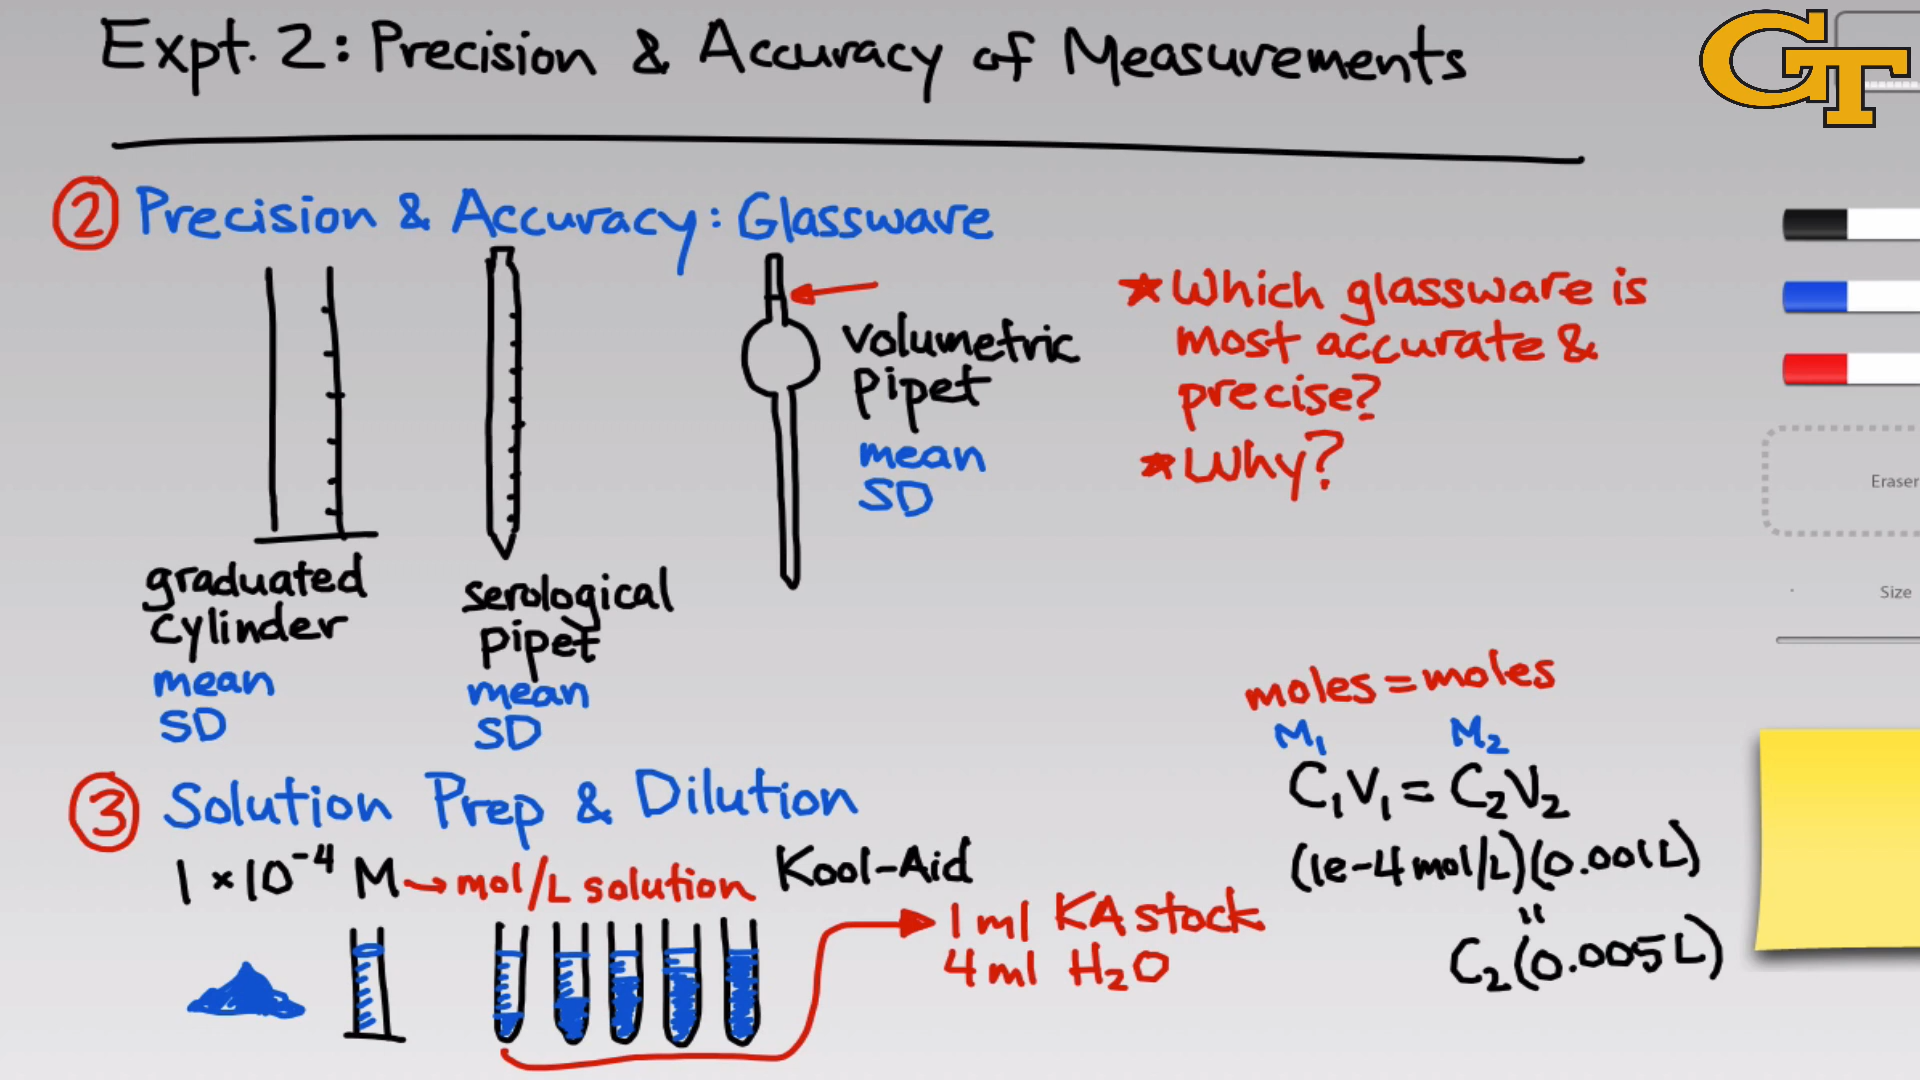 Expt. 2: Precision & Accuracy of Measurements
GT
② Precision & Accuracy: Glassware
volumetric
pipet
mean
SD
★ Which glassware is
most accurate &
precise?
★ Why?
graduated
cylinder
mean
SD
serological
pipet
mean
SD
Eraser
Size
③ Solution Prep & Dilution
1 × 10⁻⁴ M → mol/L solution
Kool-Aid
1 ml KA stock
4 ml H₂O
moles = moles
M₁ M₂
C₁V₁ = C₂V₂
(1e-4 mol/L)(0.001L)
=
C₂(0.005L)